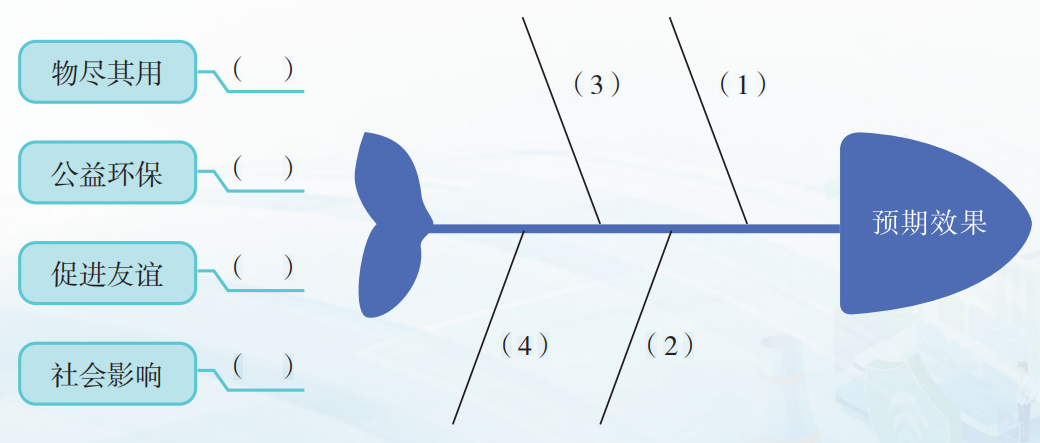 物尽其用 （ ）
公益环保 （ ）
促进友谊 （ ）
社会影响 （ ）
（3） （1）
预期效果
（4） （2）